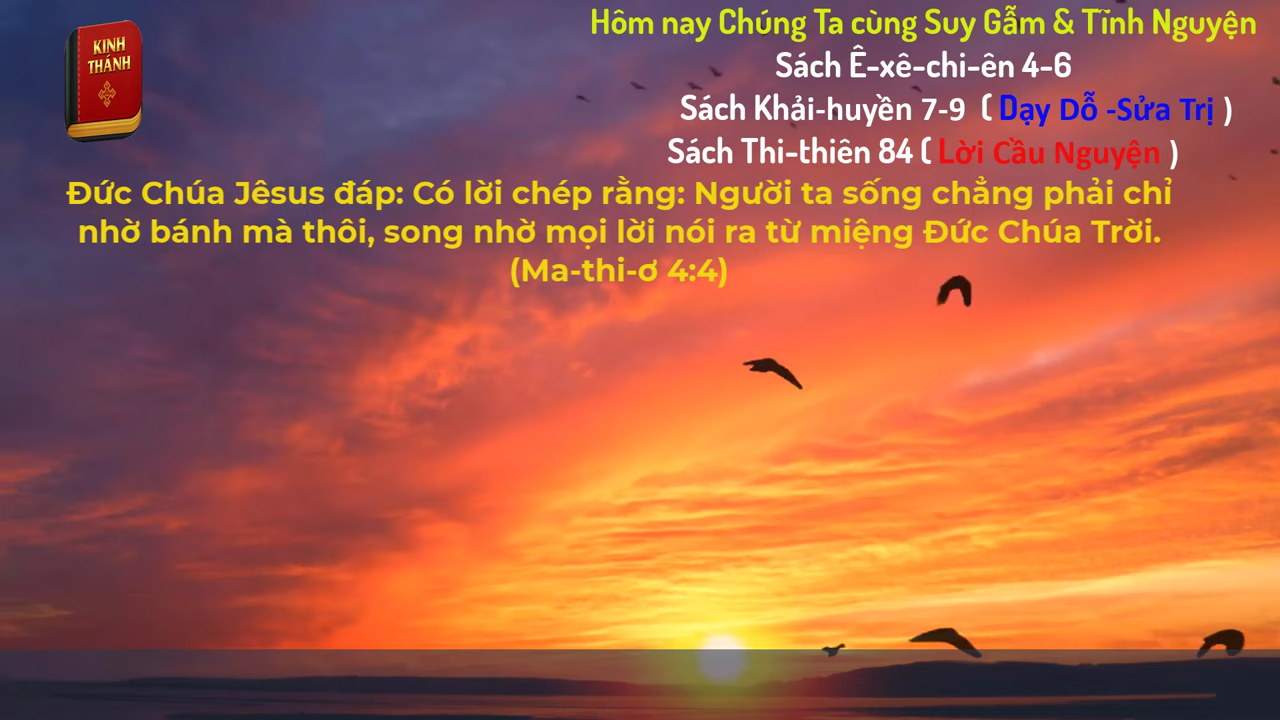 KINH
THÁNH
Hôm nay Chúng Ta cùng Suy Gẫm & Tĩnh Nguyện
Sách Ê-xê-chi-ên 4-6
Sách Khải-huyền 7-9 ( Dạy Dỗ -Sửa Trị )
Sách Thi-thiên 84 ( Lời Cầu Nguyện )
Đức Chúa Jêsus đáp: Có lời chép rằng: Người ta sống chẳng phải chỉ
nhờ bánh mà thôi, song nhờ mọi lời nói ra từ miệng Đức Chúa Trời.
(Ma-thi-ơ 4:4)